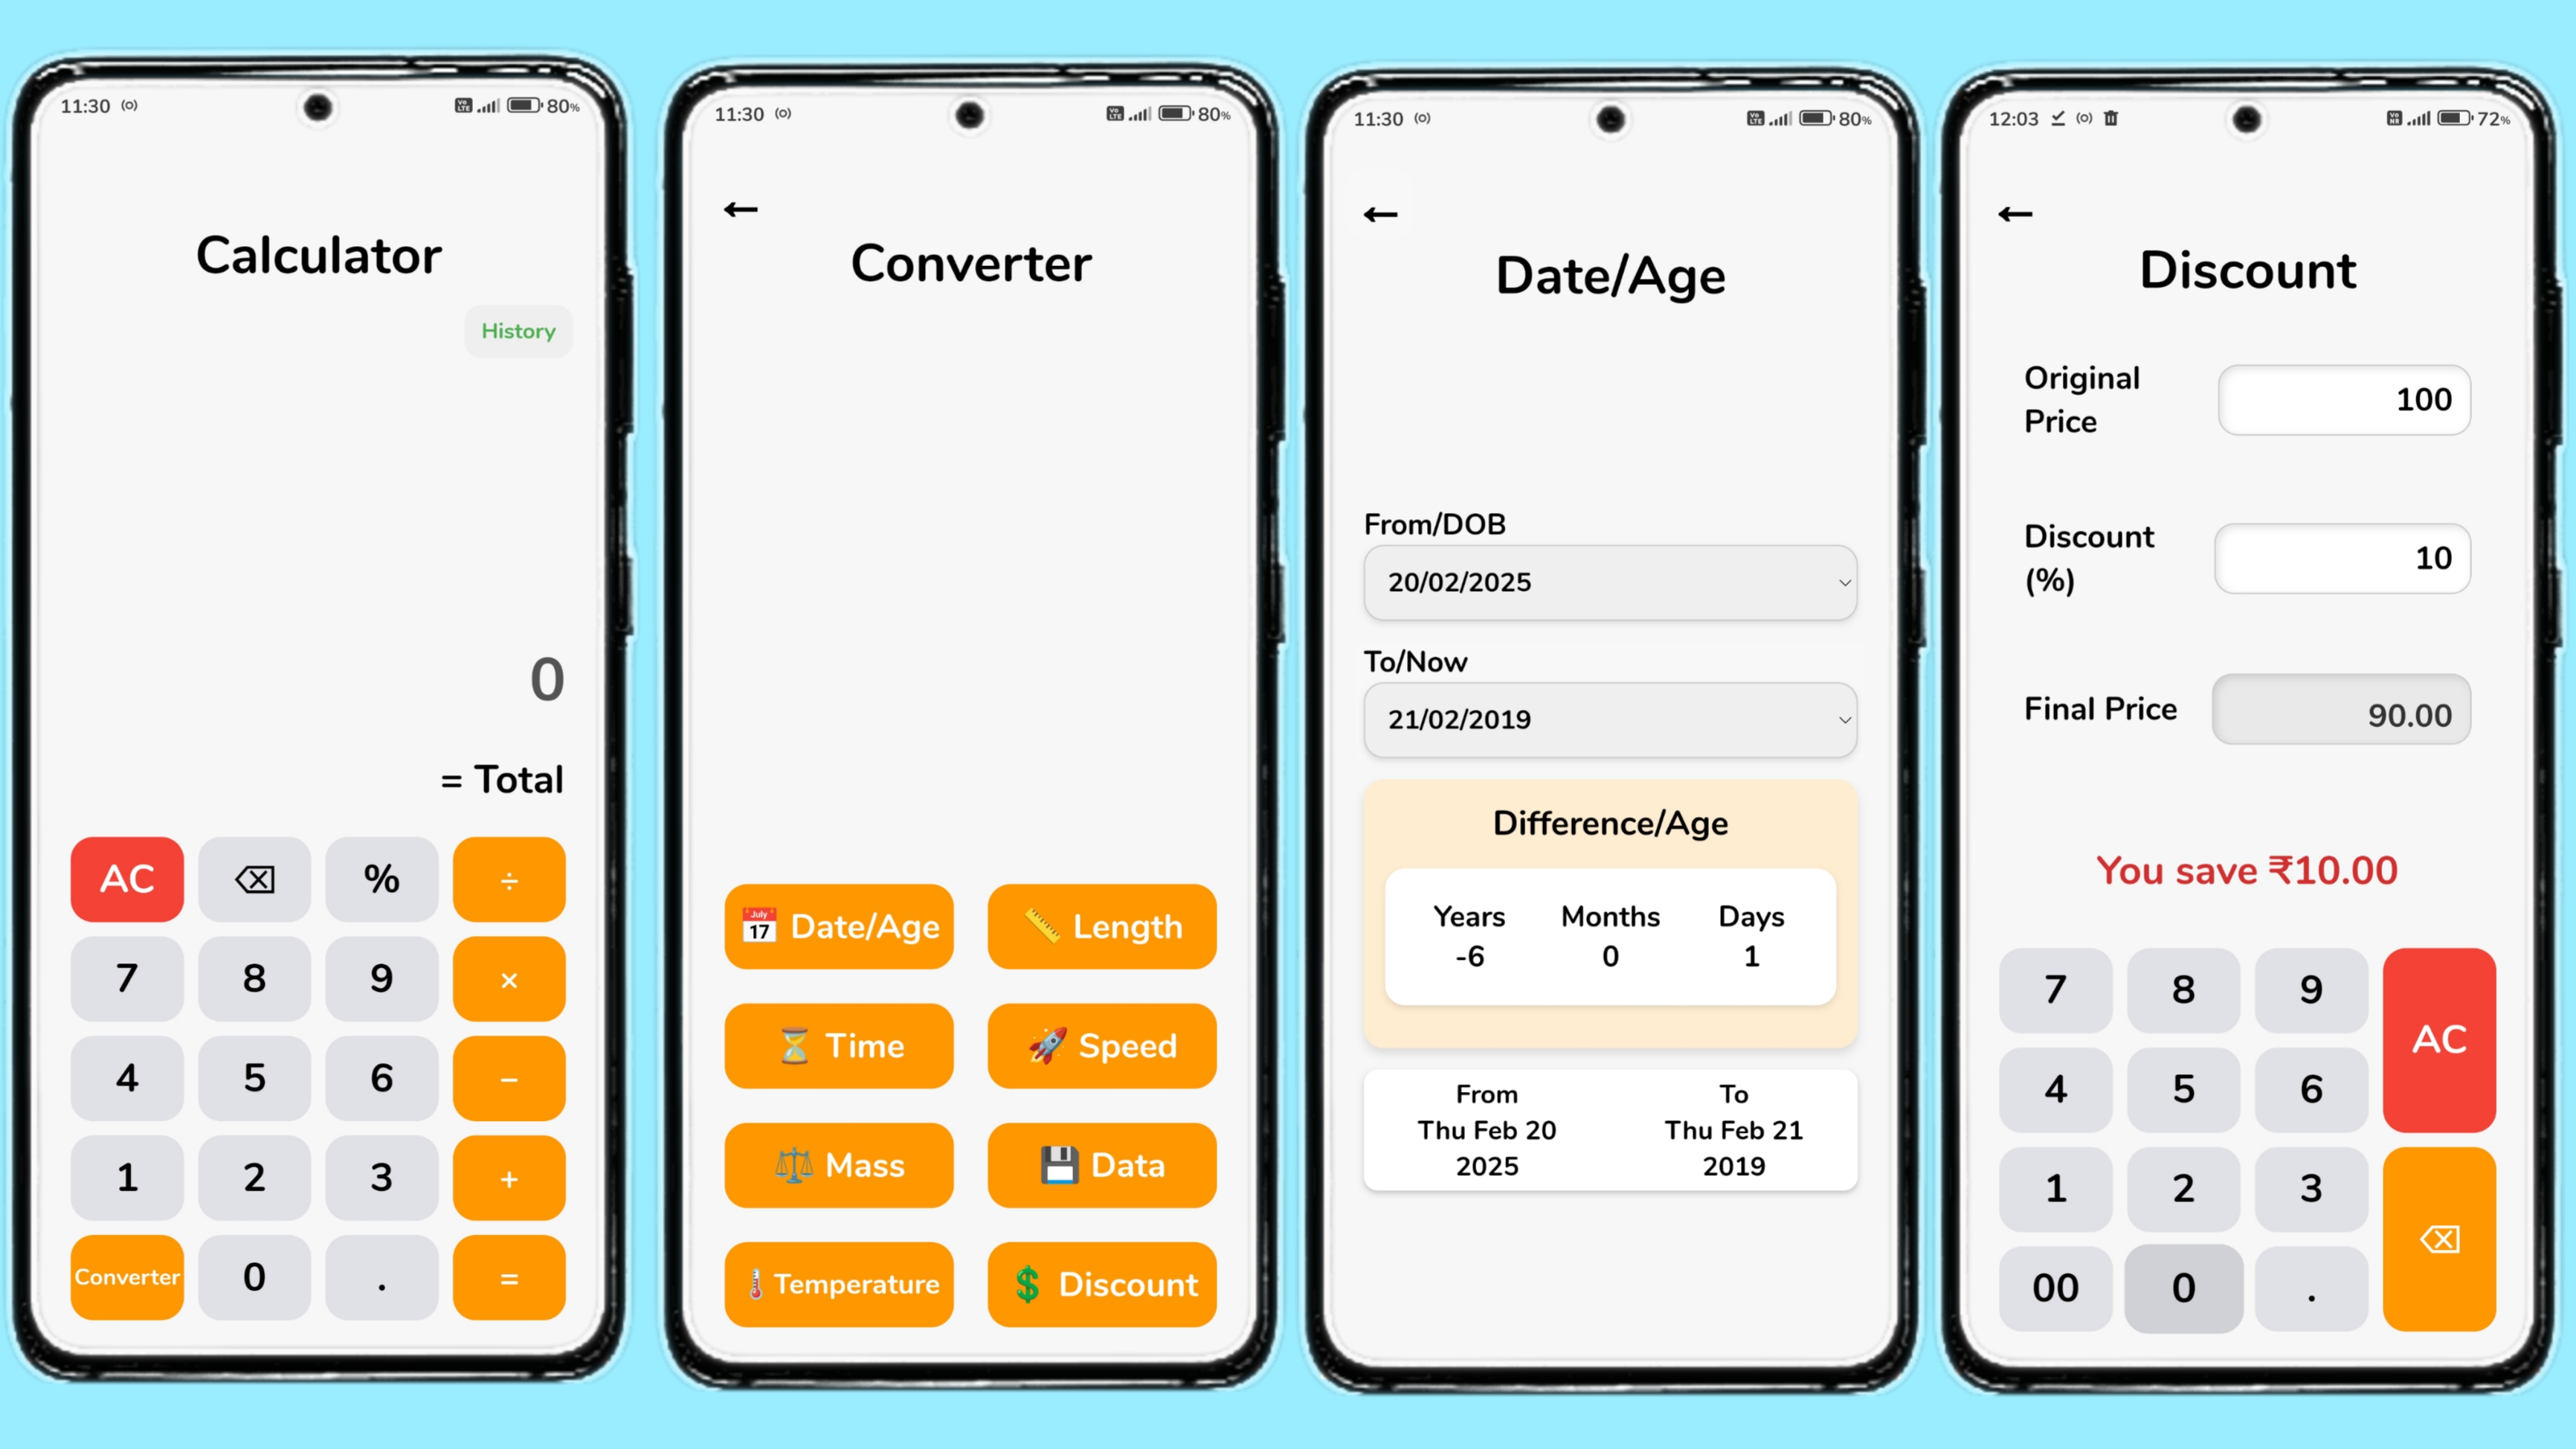 11:30
80%
Calculator
History
0
= Total
AC
%
÷
7
8
9
×
4
5
6
−
1
2
3
+
Converter
0
.
=
11:30
80%
←
Converter
July
17
Date/Age
Length
Time
Speed
Mass
Data
Temperature
Discount
11:30
80%
←
Date/Age
From/DOB
20/02/2025
To/Now
21/02/2019
Difference/Age
Years
Months
Days
-6
0
1
From
To
Thu Feb 20
Thu Feb 21
2025
2019
12:03
72%
←
Discount
Original
Price
100
Discount
(%)
10
Final Price
90.00
You save ₹10.00
7
8
9
AC
4
5
6
1
2
3
00
0
.